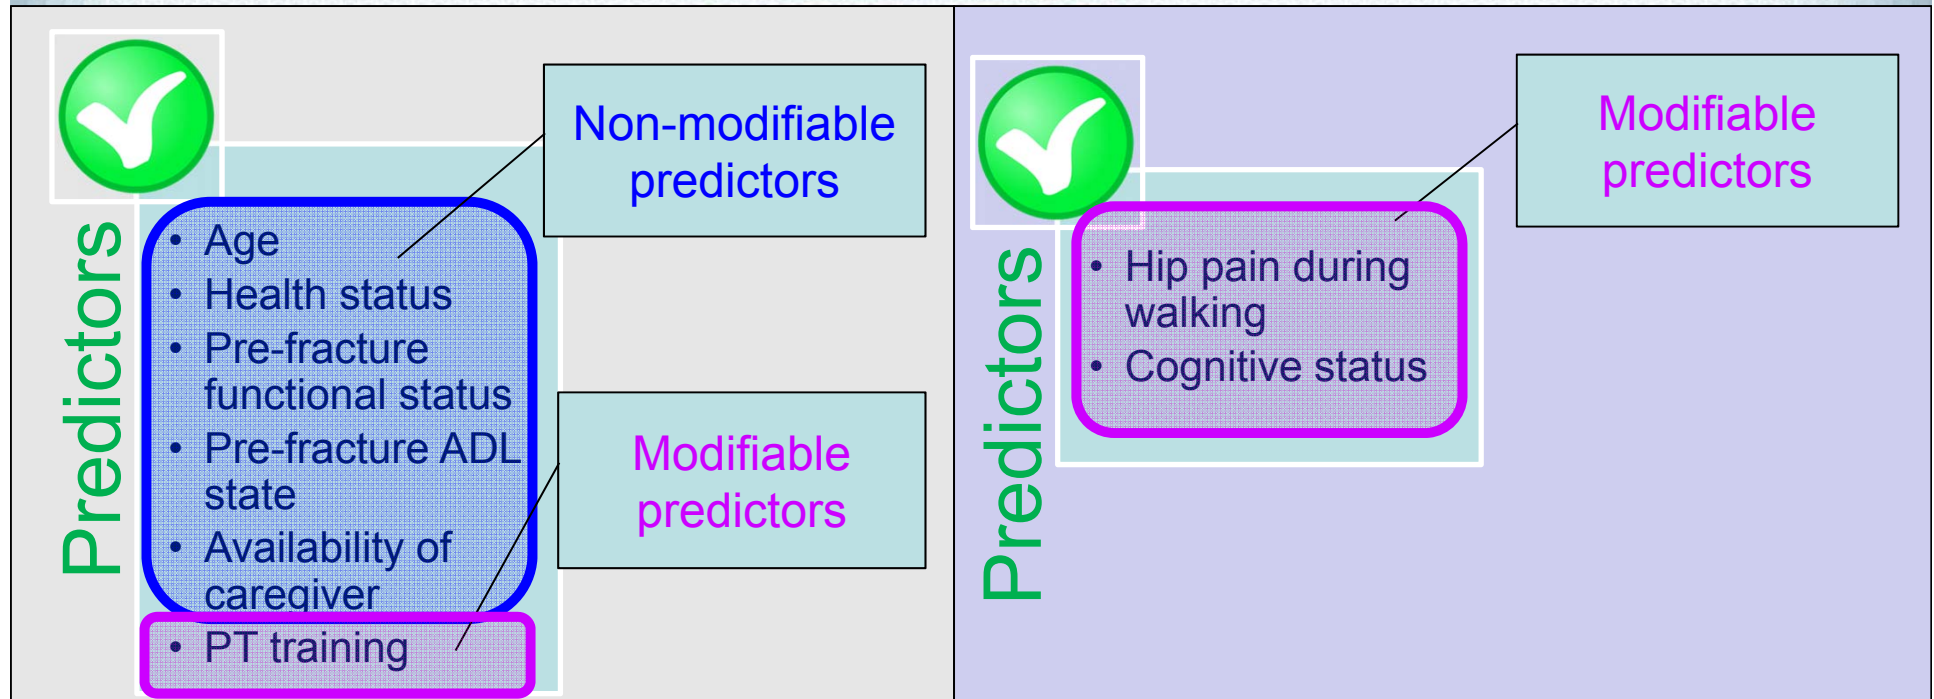 Predictors
• Age
• Health status
• Pre-fracture
functional status
• Pre-fracture ADL
state
• Availability of
caregiver
• PT training
Non-modifiable
predictors
Modifiable
predictors
Predictors
• Hip pain during
walking
• Cognitive status
Modifiable
predictors